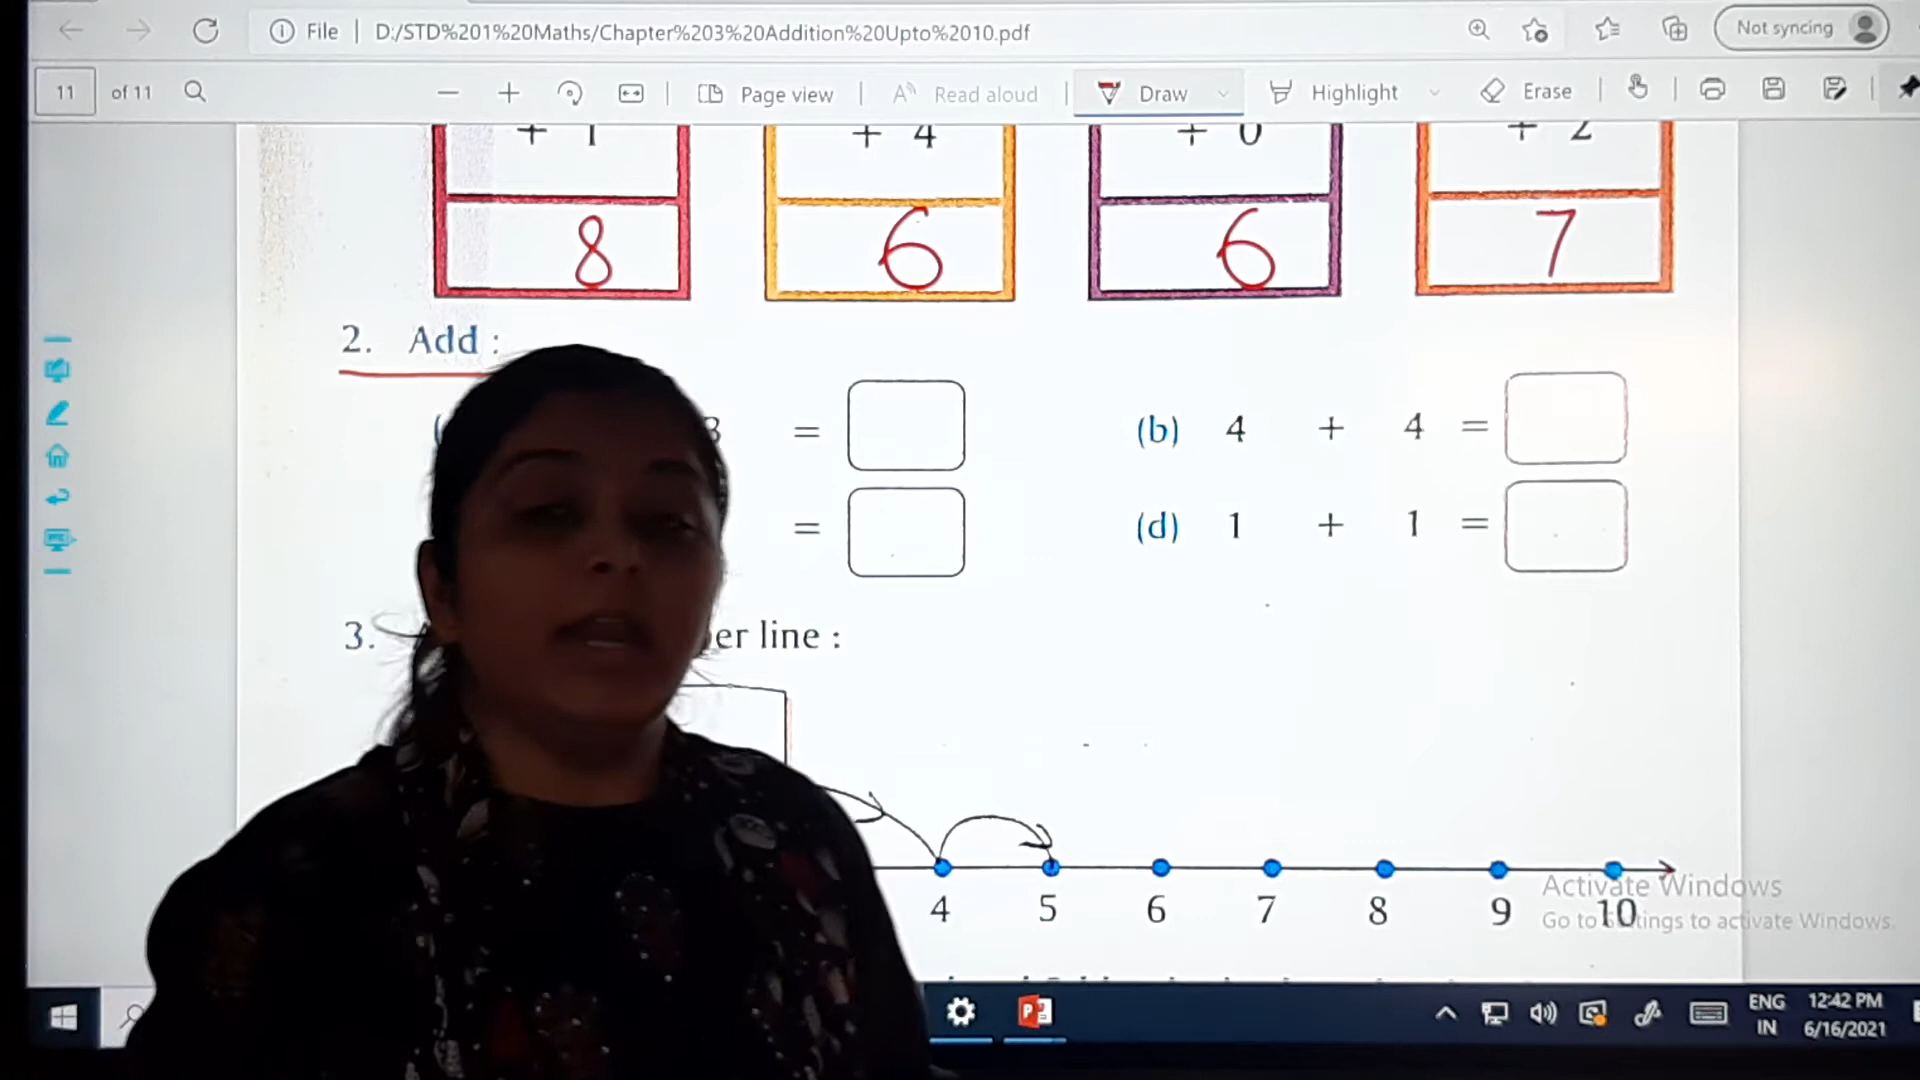 File | D:/STD%201%20Maths/Chapter%203%20Addition%20Upto%2010.pdf
Not syncing
11 of 11
Page view
Read aloud
Draw
Highlight
Erase
+ 1 + 4 + 0 + 2
8 6 6 7
2. Add :
3 = (b) 4 + 4 =
= (d) 1 + 1 =
3. er line :
4 5 6 7 8 9 10
Activate Windows
Go to Settings to activate Windows.
ENG
IN
12:42 PM
6/16/2021